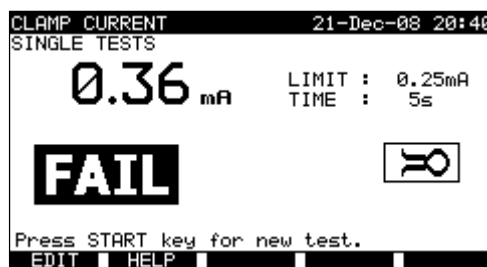 CLAMP CURRENT 21-Dec-08 20:40
SINGLE TESTS
0.36 mA
LIMIT : 0.25mA
TIME : 5s
FAIL
Press START key for new test.
EDIT HELP